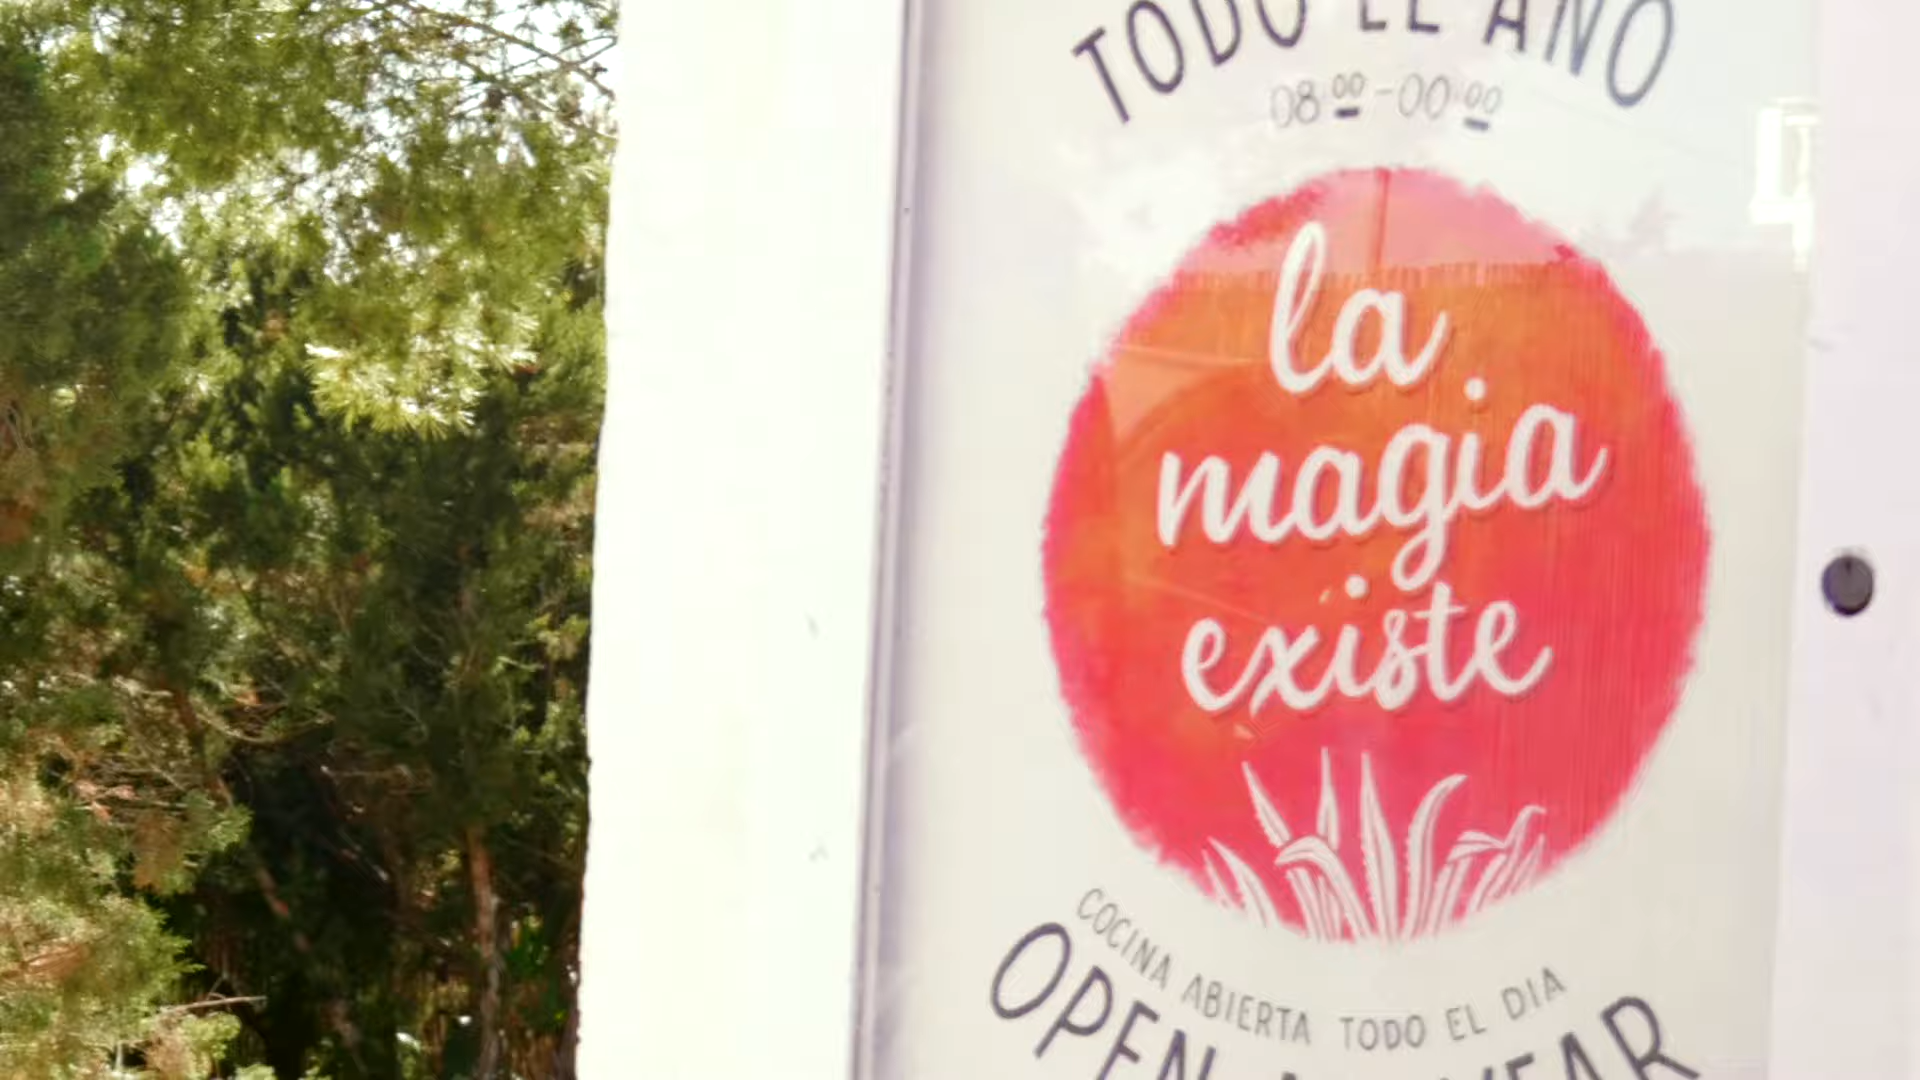 TODO EL AÑO
08:00-00:00
la
magia
existe
COCINA ABIERTA TODO EL DIA
OPEN ALL YEAR